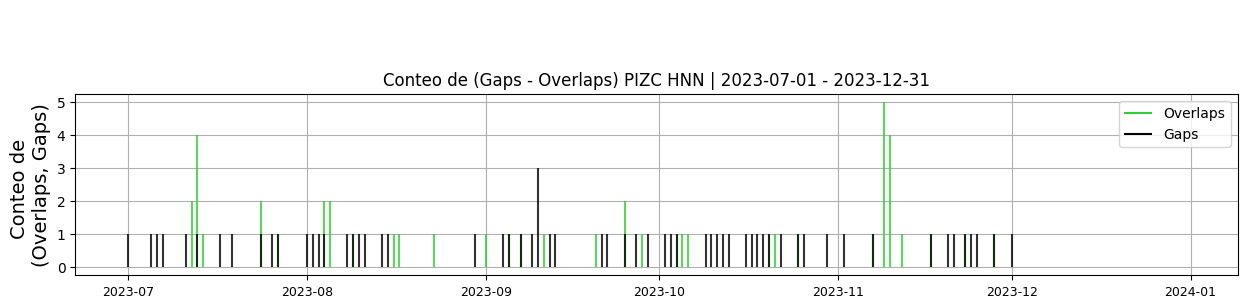 Conteo de (Gaps - Overlaps) PIZC HNN | 2023-07-01 - 2023-12-31
Conteo de
(Overlaps, Gaps)
5
4
3
2
1
0
Overlaps
Gaps
2023-07
2023-08
2023-09
2023-10
2023-11
2023-12
2024-01